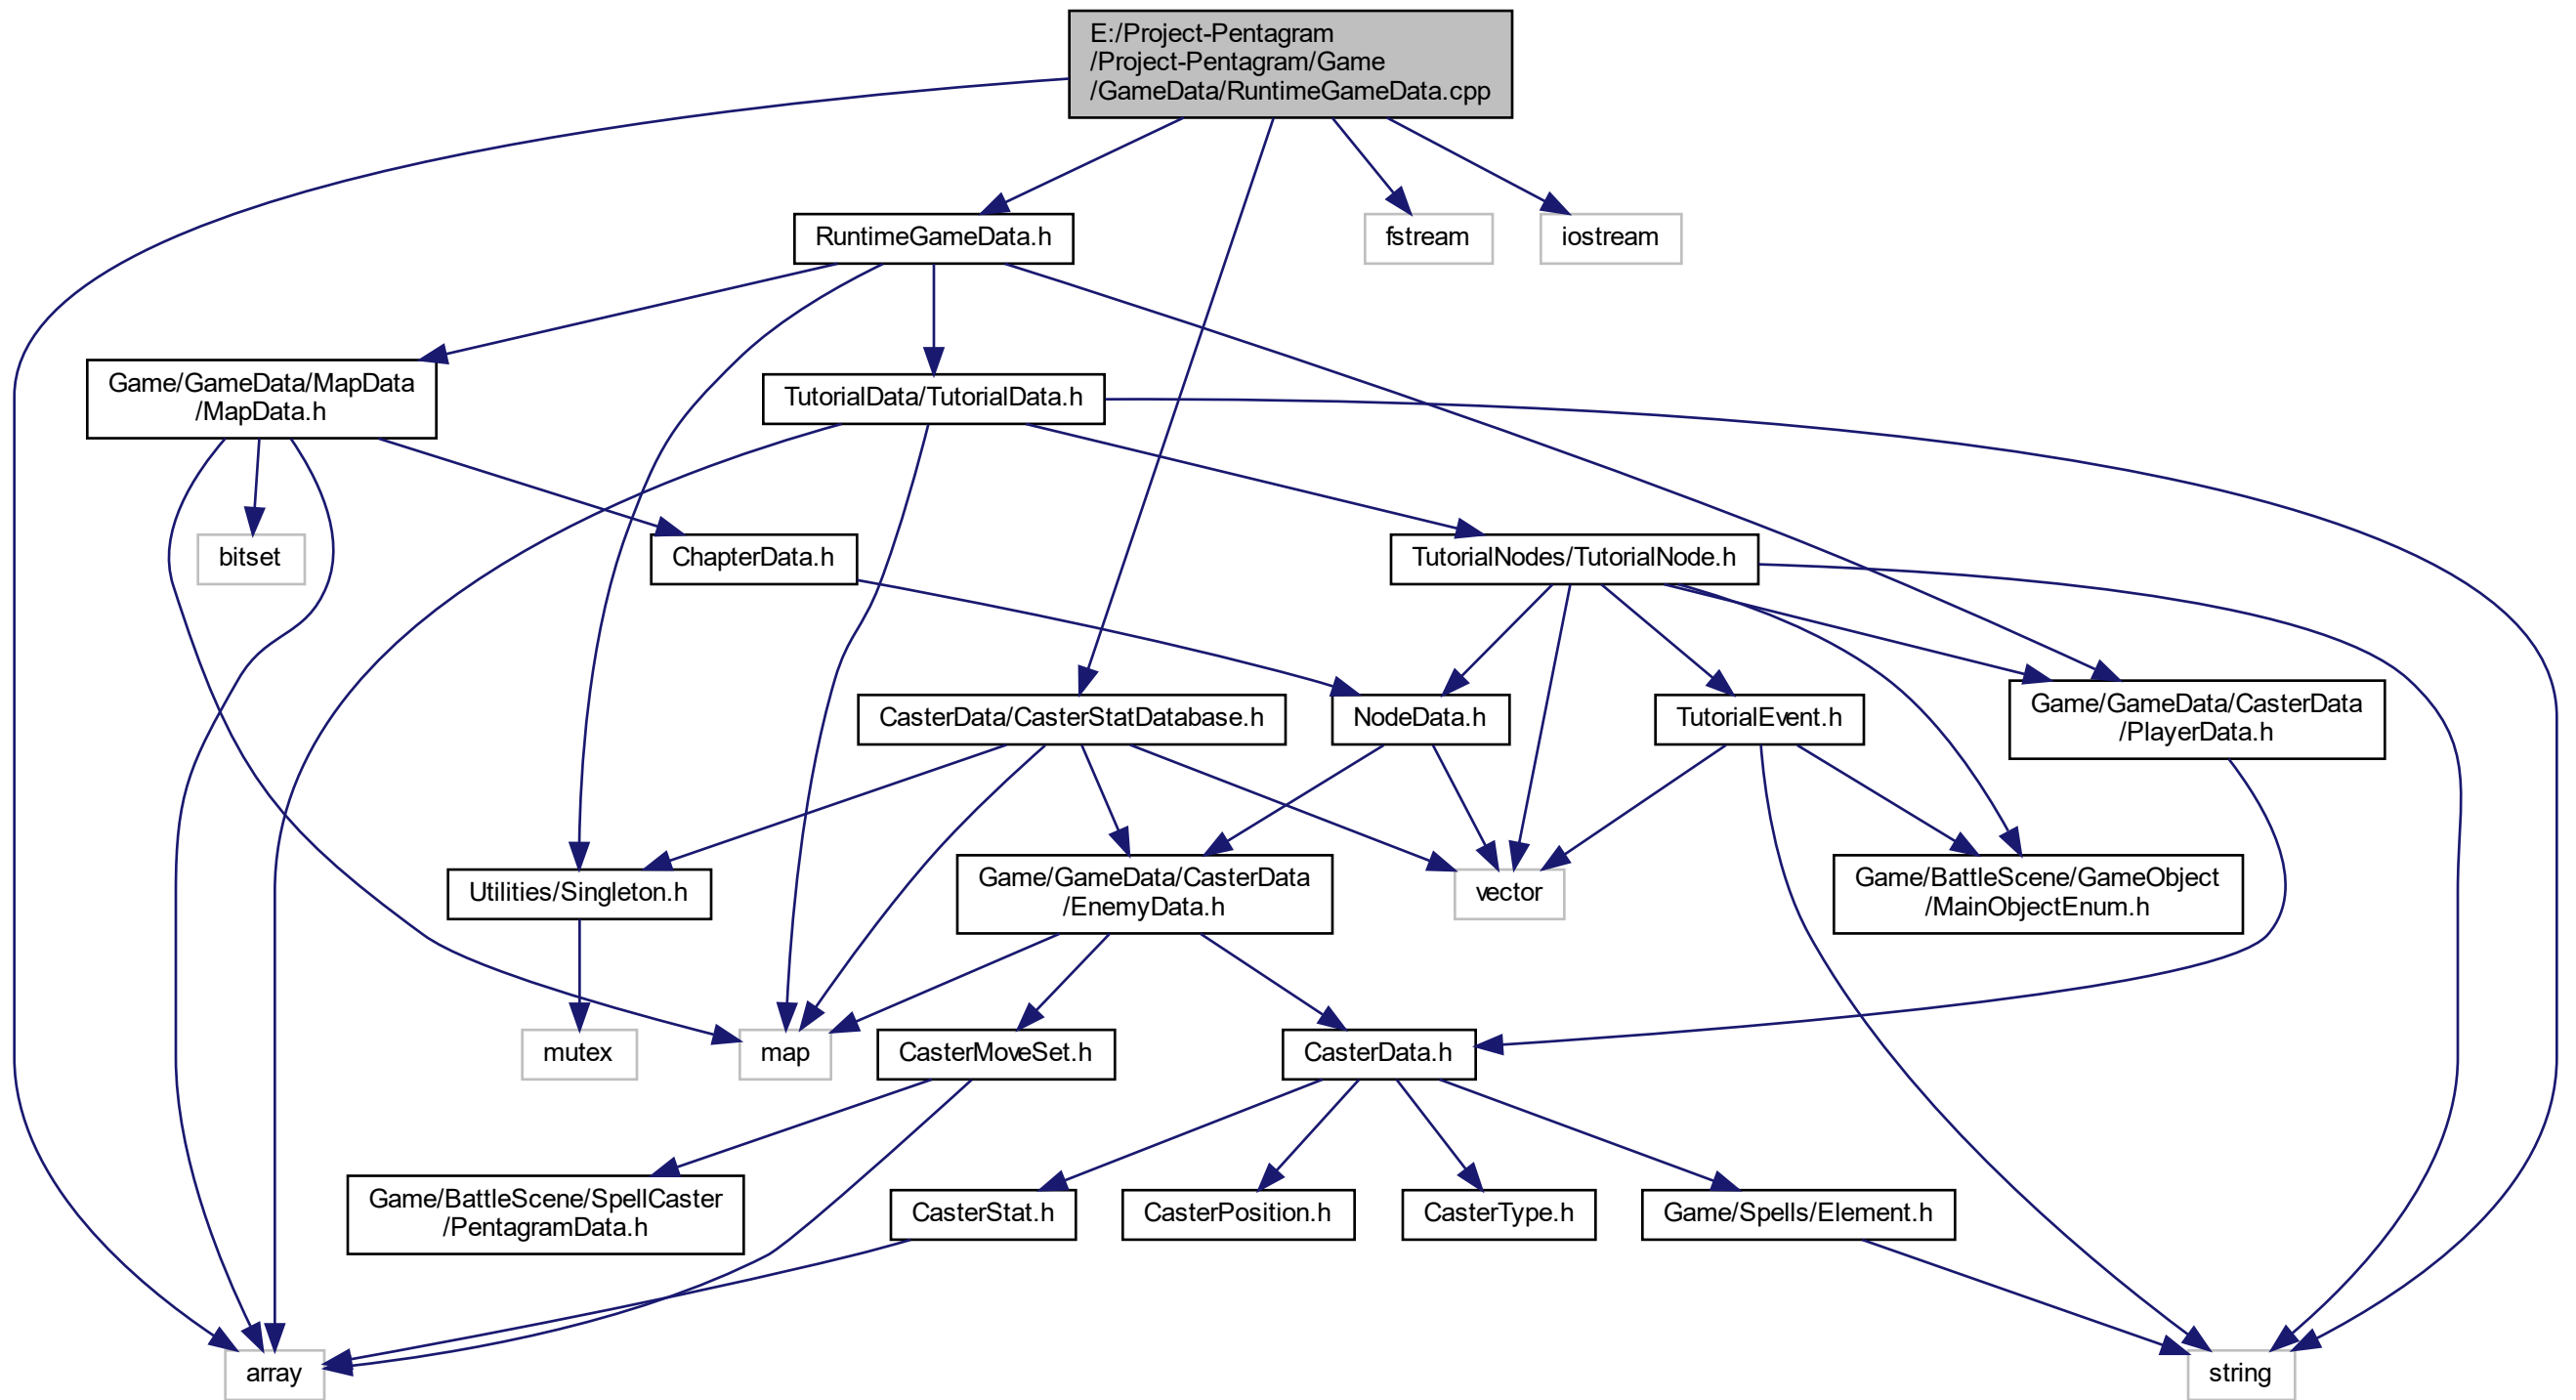 E:/Project-Pentagram
/Project-Pentagram/Game
/GameData/RuntimeGameData.cpp
RuntimeGameData.h
fstream
iostream
Game/GameData/MapData
/MapData.h
TutorialData/TutorialData.h
bitset
ChapterData.h
TutorialNodes/TutorialNode.h
CasterData/CasterStatDatabase.h
NodeData.h
TutorialEvent.h
Game/GameData/CasterData
/PlayerData.h
Utilities/Singleton.h
Game/GameData/CasterData
/EnemyData.h
vector
Game/BattleScene/GameObject
/MainObjectEnum.h
mutex
map
CasterMoveSet.h
CasterData.h
Game/BattleScene/SpellCaster
/PentagramData.h
CasterStat.h
CasterPosition.h
CasterType.h
Game/Spells/Element.h
array
string